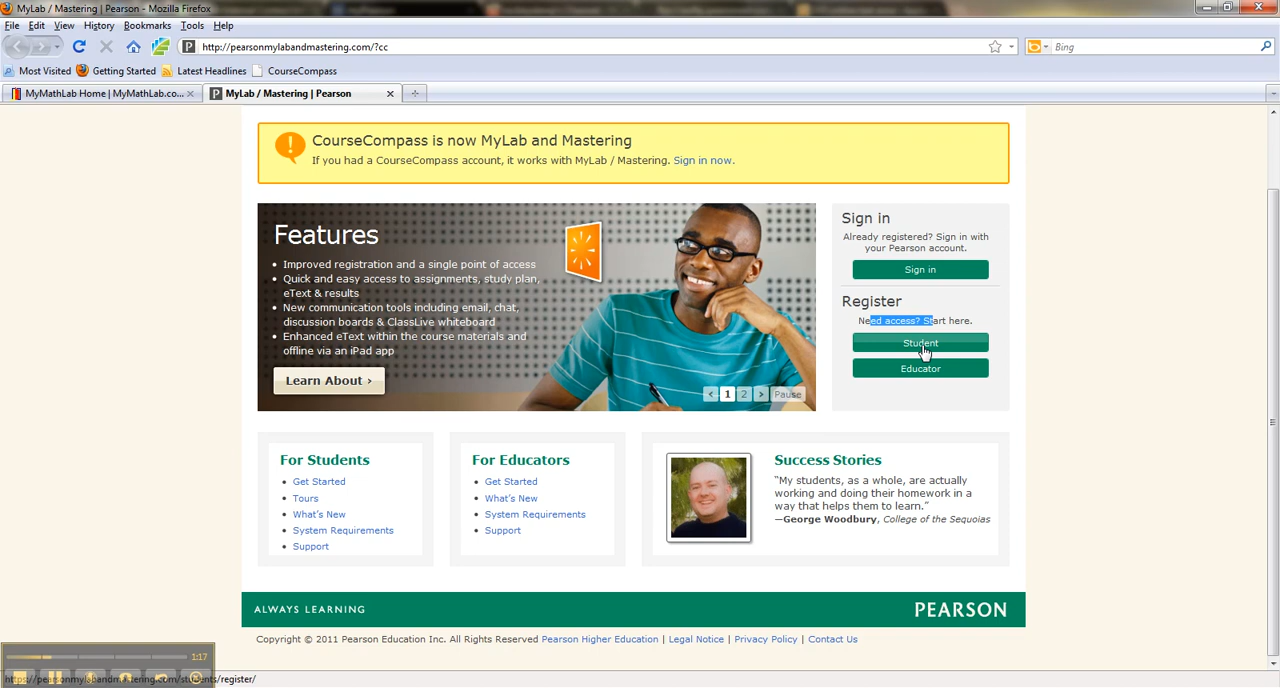 MyLab / Mastering | Pearson - Mozilla Firefox
File Edit View History Bookmarks Tools Help
http://pearsonmylabandmastering.com/?cc
Bing
Most Visited Getting Started Latest Headlines CourseCompass
MyMathLab Home | MyMathLab.co...
MyLab / Mastering | Pearson
CourseCompass is now MyLab and Mastering
If you had a CourseCompass account, it works with MyLab / Mastering. Sign in now.
Features
• Improved registration and a single point of access
• Quick and easy access to assignments, study plan,
eText & results
• New communication tools including email, chat,
discussion boards & ClassLive whiteboard
• Enhanced eText within the course materials and
offline via an iPad app
Learn About ›
< 1 2 > Pause
Sign in
Already registered? Sign in with
your Pearson account.
Sign in
Register
Need access? Start here.
Student
Educator
For Students
• Get Started
• Tours
• What's New
• System Requirements
• Support
For Educators
• Get Started
• What's New
• System Requirements
• Support
Success Stories
"My students, as a whole, are actually
working and doing their homework in a
way that helps them to learn."
—George Woodbury, College of the Sequoias
ALWAYS LEARNING
PEARSON
Copyright © 2011 Pearson Education Inc. All Rights Reserved Pearson Higher Education | Legal Notice | Privacy Policy | Contact Us
1:17
https://pearsonmylabandmastering.com/students/register/